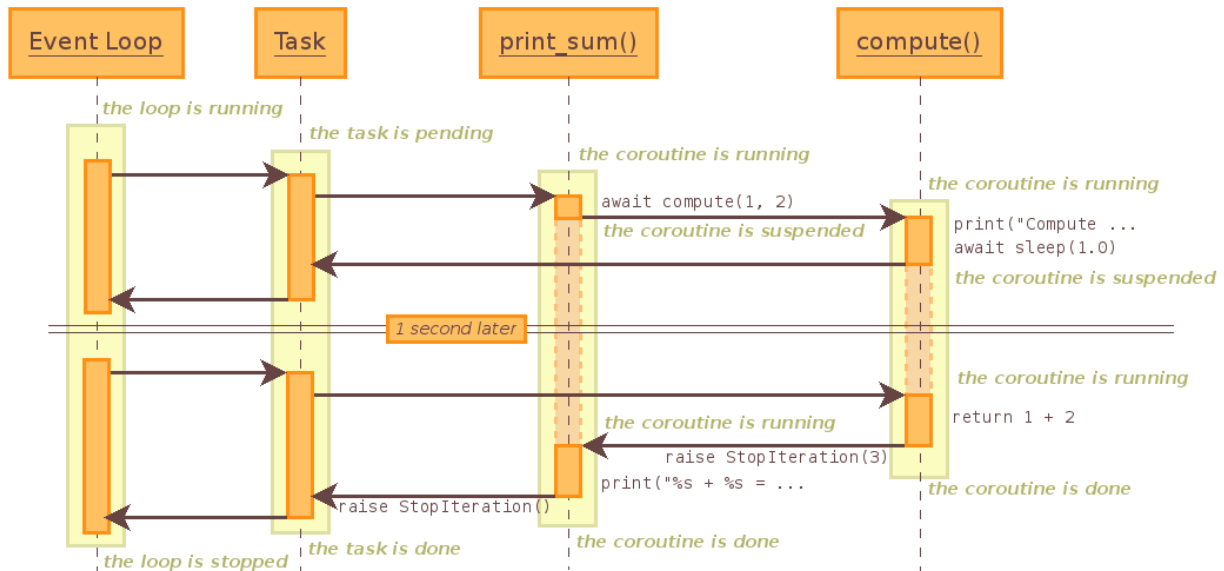 Event Loop
Task
print_sum()
compute()
the loop is running
the task is pending
the coroutine is running
the coroutine is running
await compute(1, 2)
print("Compute ...
the coroutine is suspended
await sleep(1.0)
the coroutine is suspended
1 second later
the coroutine is running
the coroutine is running
return 1 + 2
raise StopIteration(3)
print("%s + %s = ...
the coroutine is done
raise StopIteration()
the coroutine is done
the task is done
the loop is stopped